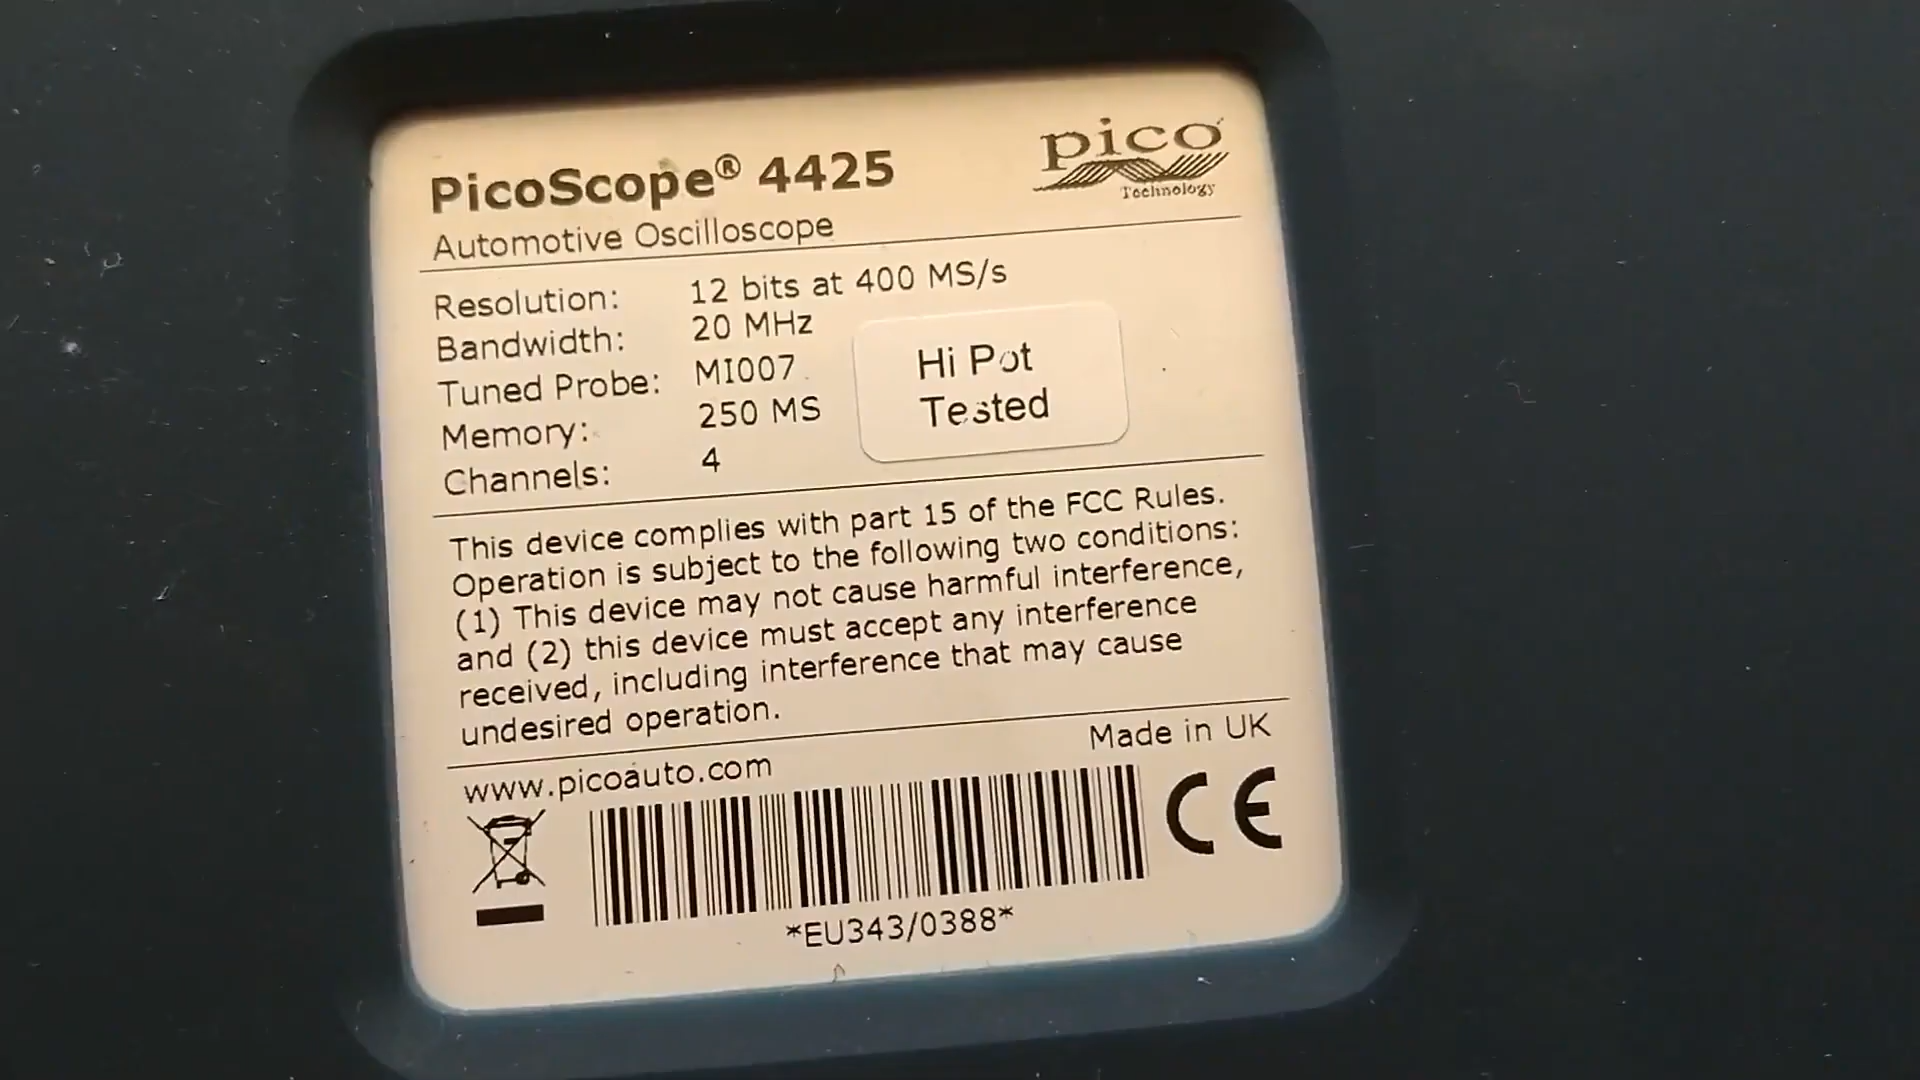 PicoScope® 4425
pico
Technology
Automotive Oscilloscope
Resolution: 12 bits at 400 MS/s
Bandwidth: 20 MHz
Tuned Probe: MI007
Memory: 250 MS
Channels: 4
Hi Pot
Tested
This device complies with part 15 of the FCC Rules.
Operation is subject to the following two conditions:
(1) This device may not cause harmful interference,
and (2) this device must accept any interference
received, including interference that may cause
undesired operation.
www.picoauto.com
Made in UK
CE
*EU343/0388*